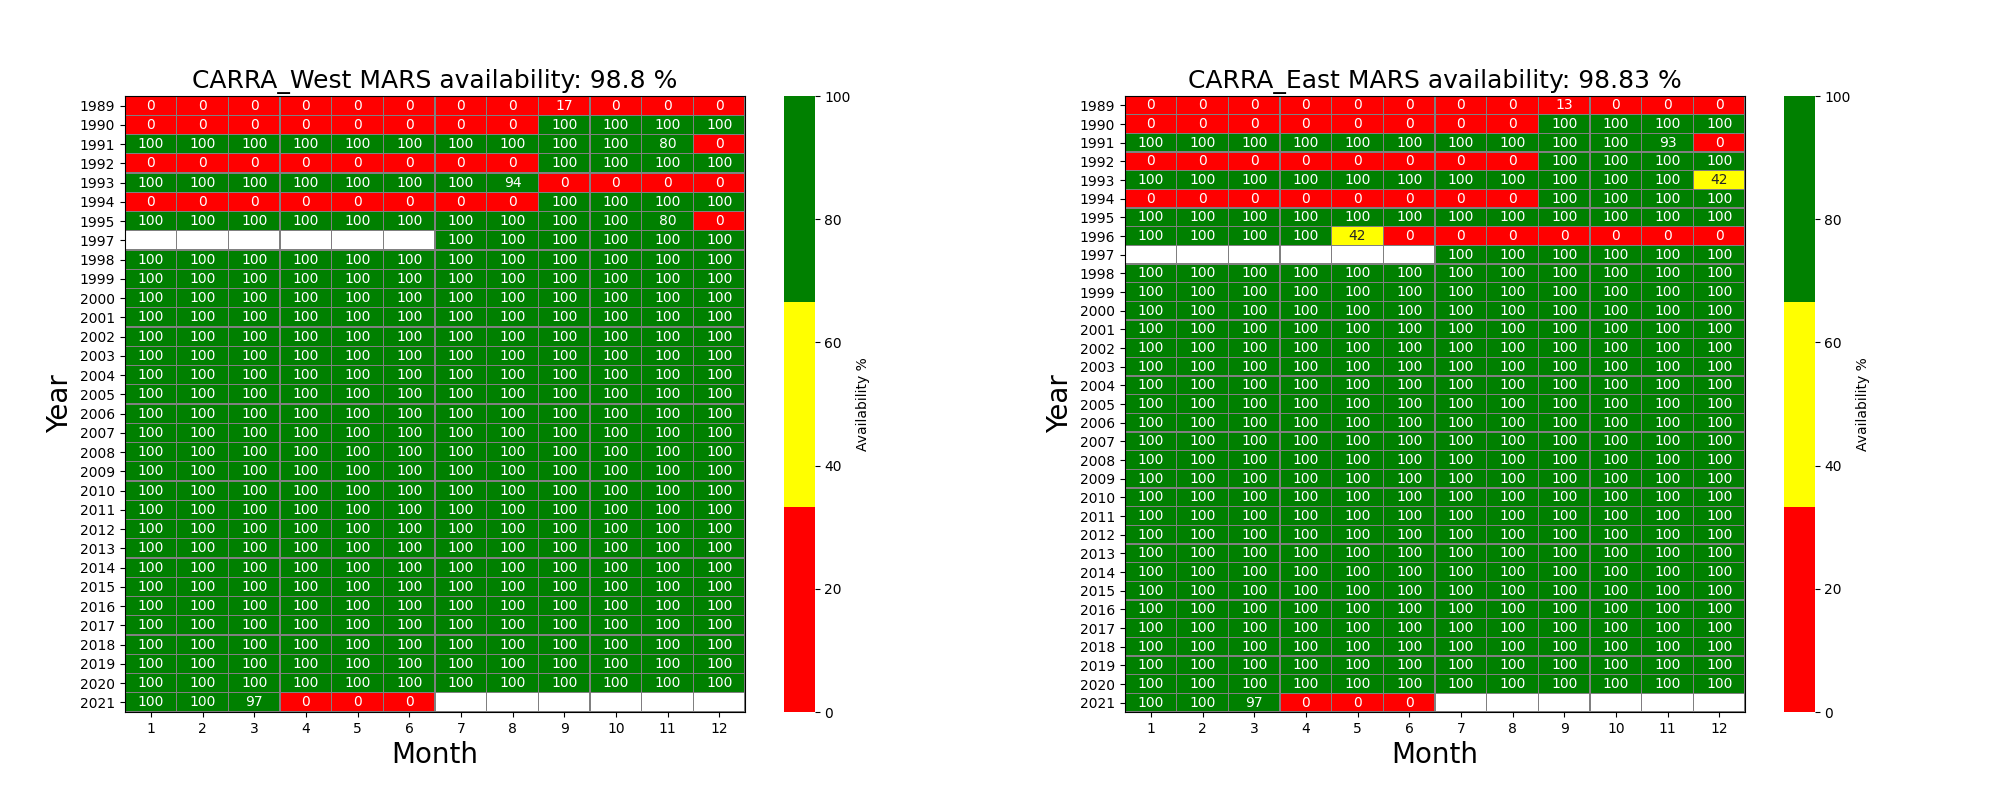 CARRA_West MARS availability: 98.8 %
1989 0 0 0 0 0 0 0 0 17 0 0 0
1990 0 0 0 0 0 0 0 0 100 100 100 100
1991 100 100 100 100 100 100 100 100 100 100 80 0
1992 0 0 0 0 0 0 0 0 100 100 100 100
1993 100 100 100 100 100 100 100 94 0 0 0 0
1994 0 0 0 0 0 0 0 0 100 100 100 100
1995 100 100 100 100 100 100 100 100 100 100 80 0
1997 100 100 100 100 100 100
1998 100 100 100 100 100 100 100 100 100 100 100 100
1999 100 100 100 100 100 100 100 100 100 100 100 100
2000 100 100 100 100 100 100 100 100 100 100 100 100
2001 100 100 100 100 100 100 100 100 100 100 100 100
2002 100 100 100 100 100 100 100 100 100 100 100 100
2003 100 100 100 100 100 100 100 100 100 100 100 100
2004 100 100 100 100 100 100 100 100 100 100 100 100
2005 100 100 100 100 100 100 100 100 100 100 100 100
2006 100 100 100 100 100 100 100 100 100 100 100 100
2007 100 100 100 100 100 100 100 100 100 100 100 100
2008 100 100 100 100 100 100 100 100 100 100 100 100
2009 100 100 100 100 100 100 100 100 100 100 100 100
2010 100 100 100 100 100 100 100 100 100 100 100 100
2011 100 100 100 100 100 100 100 100 100 100 100 100
2012 100 100 100 100 100 100 100 100 100 100 100 100
2013 100 100 100 100 100 100 100 100 100 100 100 100
2014 100 100 100 100 100 100 100 100 100 100 100 100
2015 100 100 100 100 100 100 100 100 100 100 100 100
2016 100 100 100 100 100 100 100 100 100 100 100 100
2017 100 100 100 100 100 100 100 100 100 100 100 100
2018 100 100 100 100 100 100 100 100 100 100 100 100
2019 100 100 100 100 100 100 100 100 100 100 100 100
2020 100 100 100 100 100 100 100 100 100 100 100 100
2021 100 100 97 0 0 0
1 2 3 4 5 6 7 8 9 10 11 12
Month
Year
100
80
60
40
20
0
Availability %
CARRA_East MARS availability: 98.83 %
1989 0 0 0 0 0 0 0 0 13 0 0 0
1990 0 0 0 0 0 0 0 0 100 100 100 100
1991 100 100 100 100 100 100 100 100 100 100 93 0
1992 0 0 0 0 0 0 0 0 100 100 100 100
1993 100 100 100 100 100 100 100 100 100 100 100 42
1994 0 0 0 0 0 0 0 0 100 100 100 100
1995 100 100 100 100 100 100 100 100 100 100 100 100
1996 100 100 100 100 42 0 0 0 0 0 0 0
1997 100 100 100 100 100 100
1998 100 100 100 100 100 100 100 100 100 100 100 100
1999 100 100 100 100 100 100 100 100 100 100 100 100
2000 100 100 100 100 100 100 100 100 100 100 100 100
2001 100 100 100 100 100 100 100 100 100 100 100 100
2002 100 100 100 100 100 100 100 100 100 100 100 100
2003 100 100 100 100 100 100 100 100 100 100 100 100
2004 100 100 100 100 100 100 100 100 100 100 100 100
2005 100 100 100 100 100 100 100 100 100 100 100 100
2006 100 100 100 100 100 100 100 100 100 100 100 100
2007 100 100 100 100 100 100 100 100 100 100 100 100
2008 100 100 100 100 100 100 100 100 100 100 100 100
2009 100 100 100 100 100 100 100 100 100 100 100 100
2010 100 100 100 100 100 100 100 100 100 100 100 100
2011 100 100 100 100 100 100 100 100 100 100 100 100
2012 100 100 100 100 100 100 100 100 100 100 100 100
2013 100 100 100 100 100 100 100 100 100 100 100 100
2014 100 100 100 100 100 100 100 100 100 100 100 100
2015 100 100 100 100 100 100 100 100 100 100 100 100
2016 100 100 100 100 100 100 100 100 100 100 100 100
2017 100 100 100 100 100 100 100 100 100 100 100 100
2018 100 100 100 100 100 100 100 100 100 100 100 100
2019 100 100 100 100 100 100 100 100 100 100 100 100
2020 100 100 100 100 100 100 100 100 100 100 100 100
2021 100 100 97 0 0 0
1 2 3 4 5 6 7 8 9 10 11 12
Month
Year
100
80
60
40
20
0
Availability %